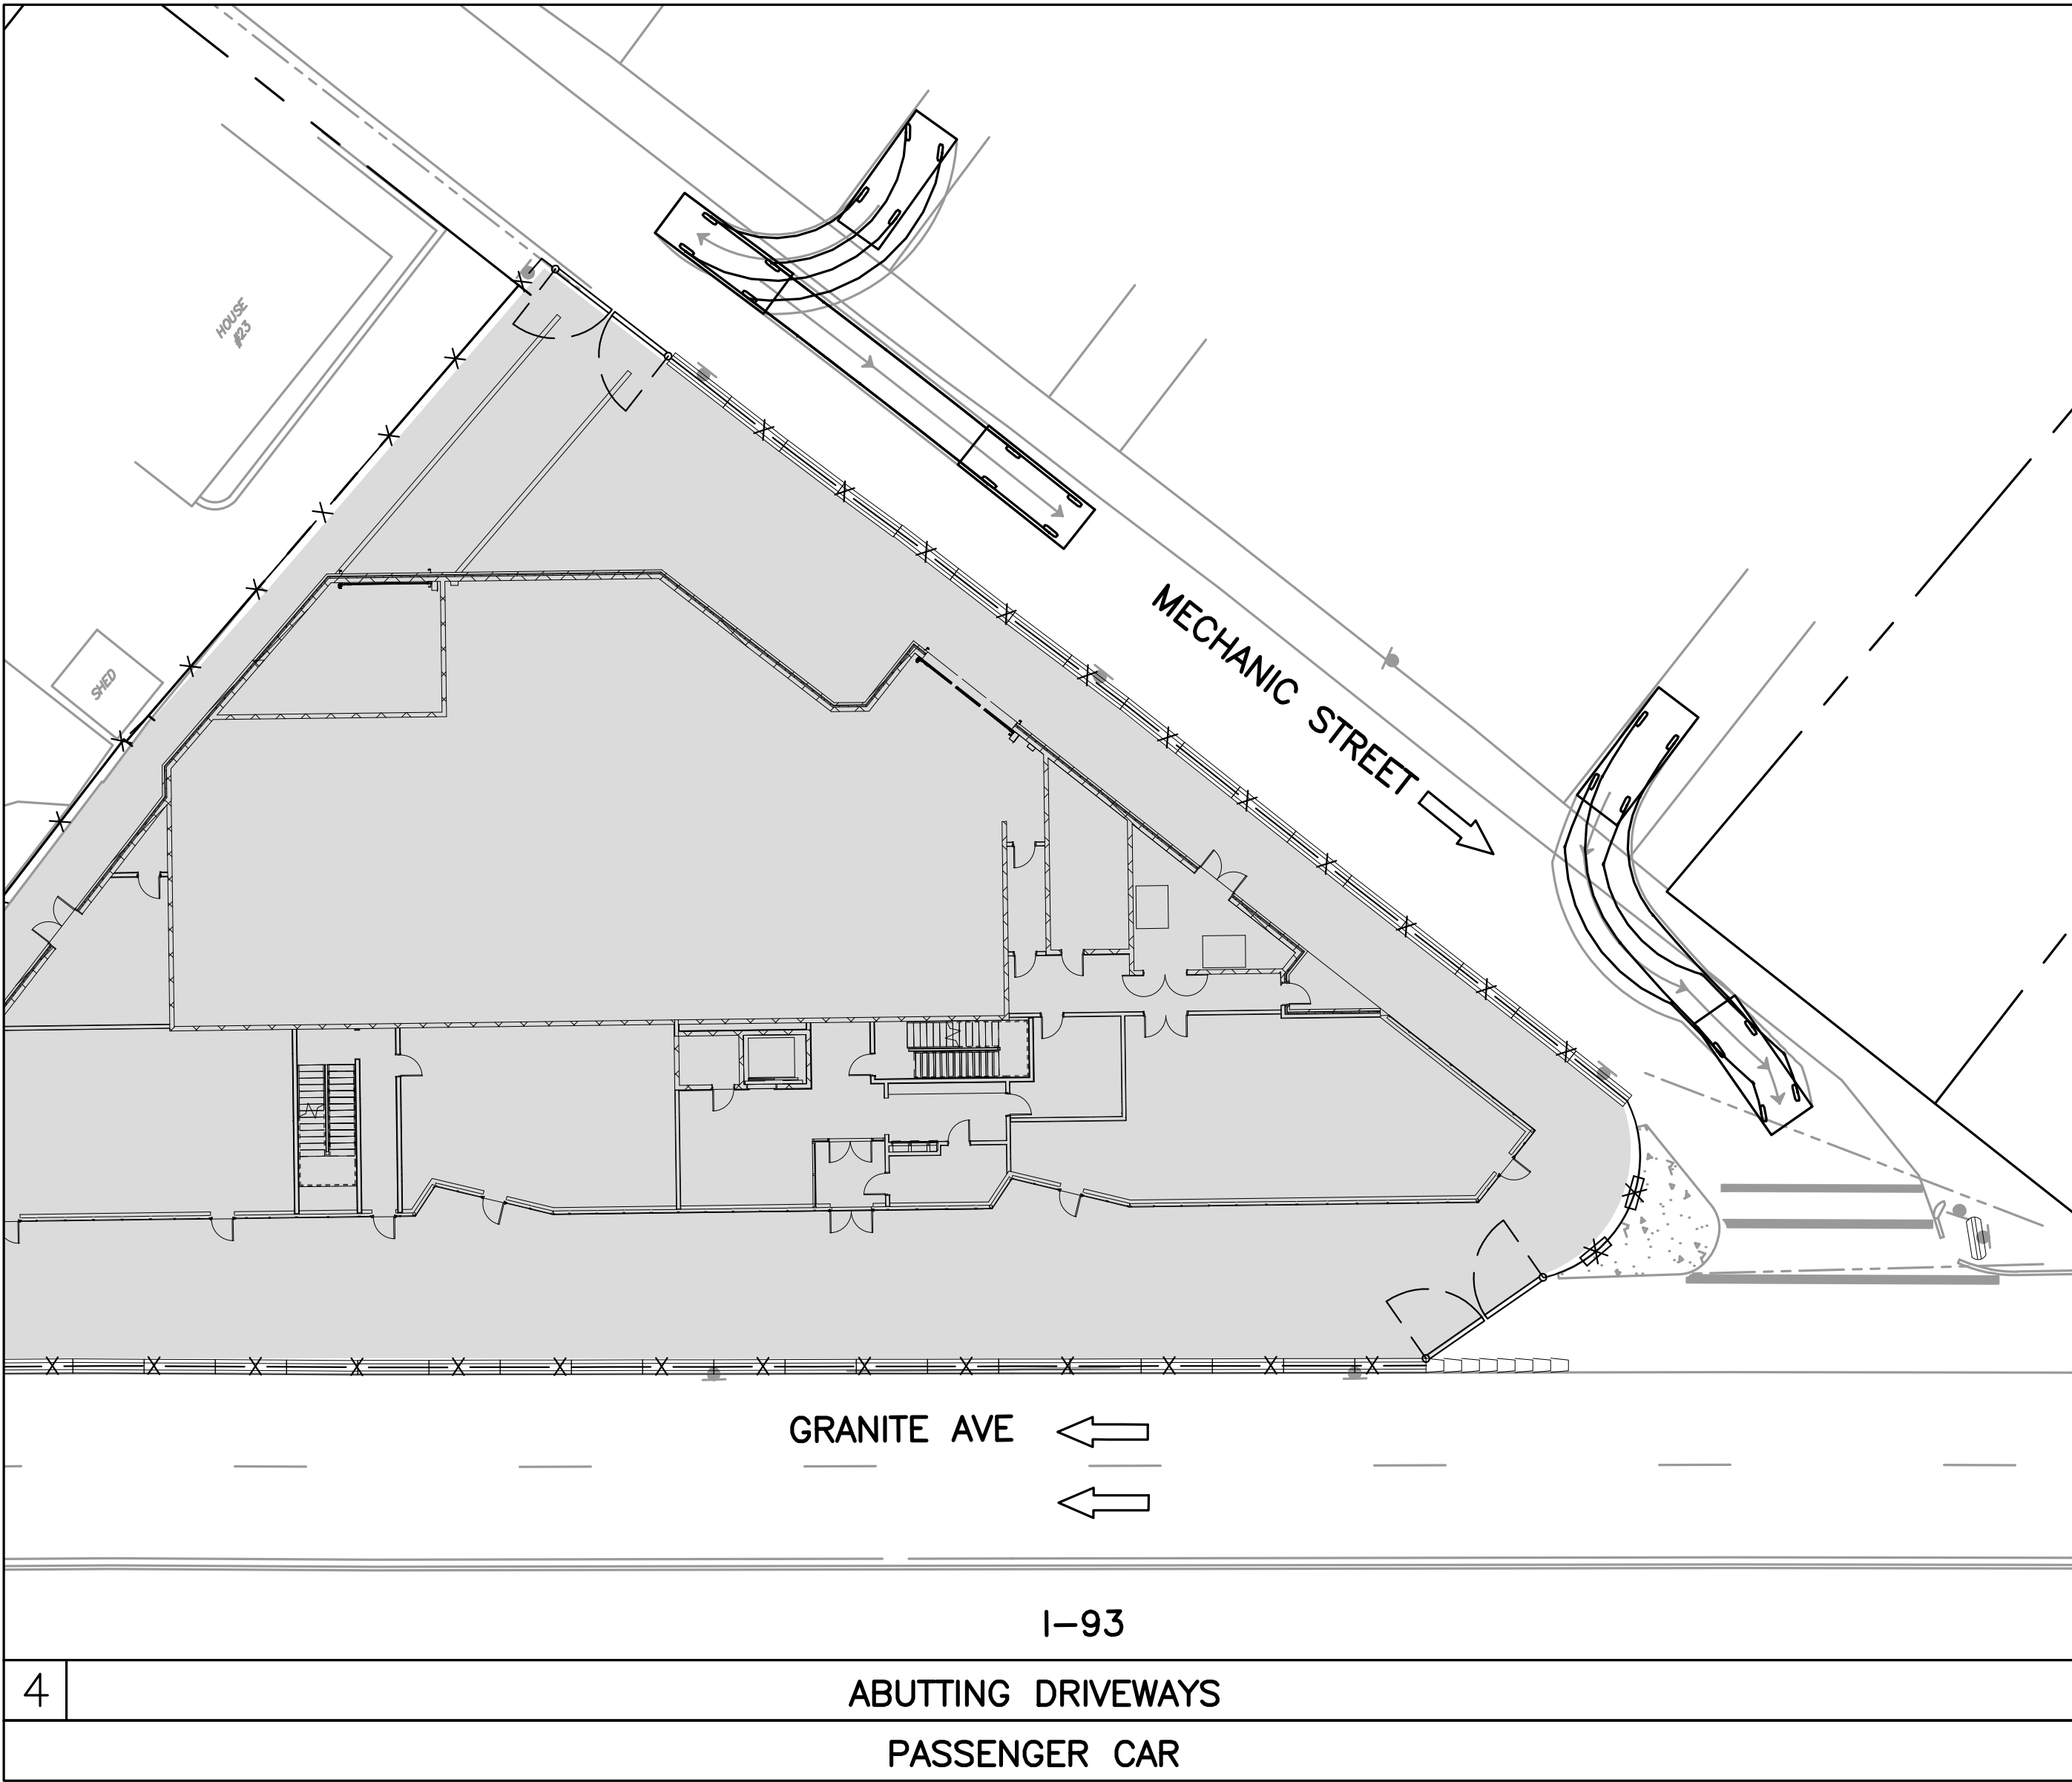 HOUSE
#23
SHED
MECHANIC STREET
GRANITE AVE
I-93
4
ABUTTING DRIVEWAYS
PASSENGER CAR